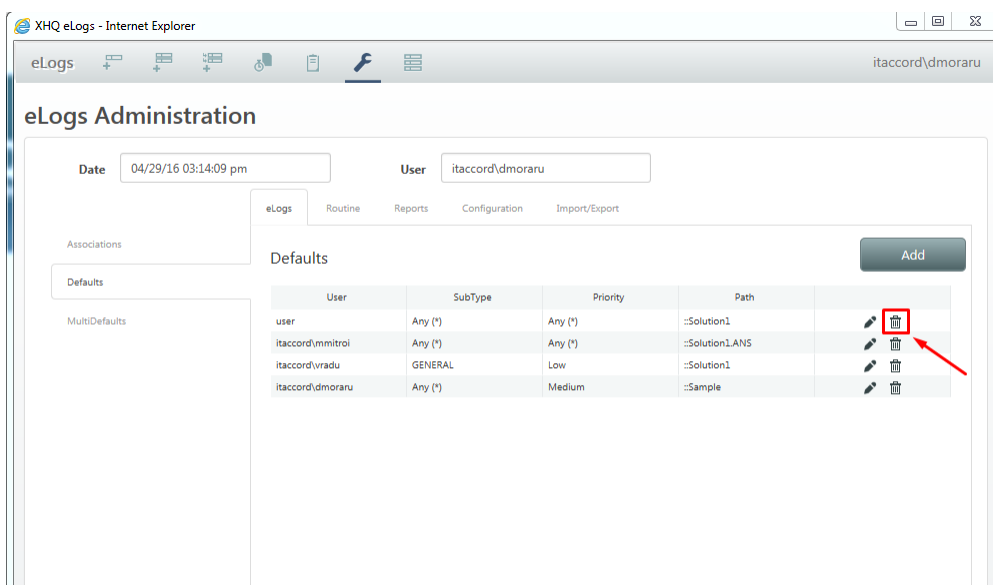 XHQ eLogs - Internet Explorer
eLogs
itaccord\dmoraru
eLogs Administration
Date 04/29/16 03:14:09 pm User itaccord\dmoraru
eLogs Routine Reports Configuration Import/Export
Associations
Defaults
MultiDefaults
Defaults
Add
User SubType Priority Path
user Any (*) Any (*) ::Solution1
itaccord\mmitroi Any (*) Any (*) ::Solution1.ANS
itaccord\vradu GENERAL Low ::Solution1
itaccord\dmoraru Any (*) Medium ::Sample